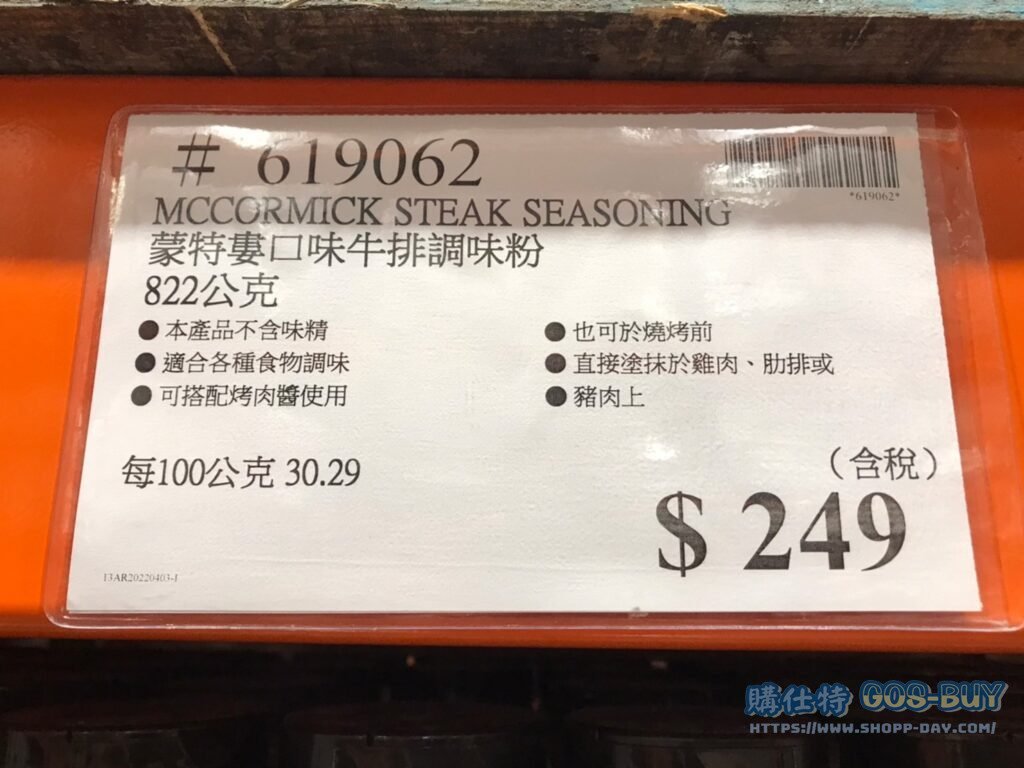 # 619062
*619062*
MCCORMICK STEAK SEASONING
蒙特婁口味牛排調味粉
822公克
● 本產品不含味精
● 適合各種食物調味
● 可搭配烤肉醬使用
● 也可於燒烤前
● 直接塗抹於雞肉、肋排或
● 豬肉上
每100公克 30.29
（含稅）
$ 249
13AR20220403-1
購仕特 GOS-BUY
HTTPS://WWW.SHOPP-DAY.COM/